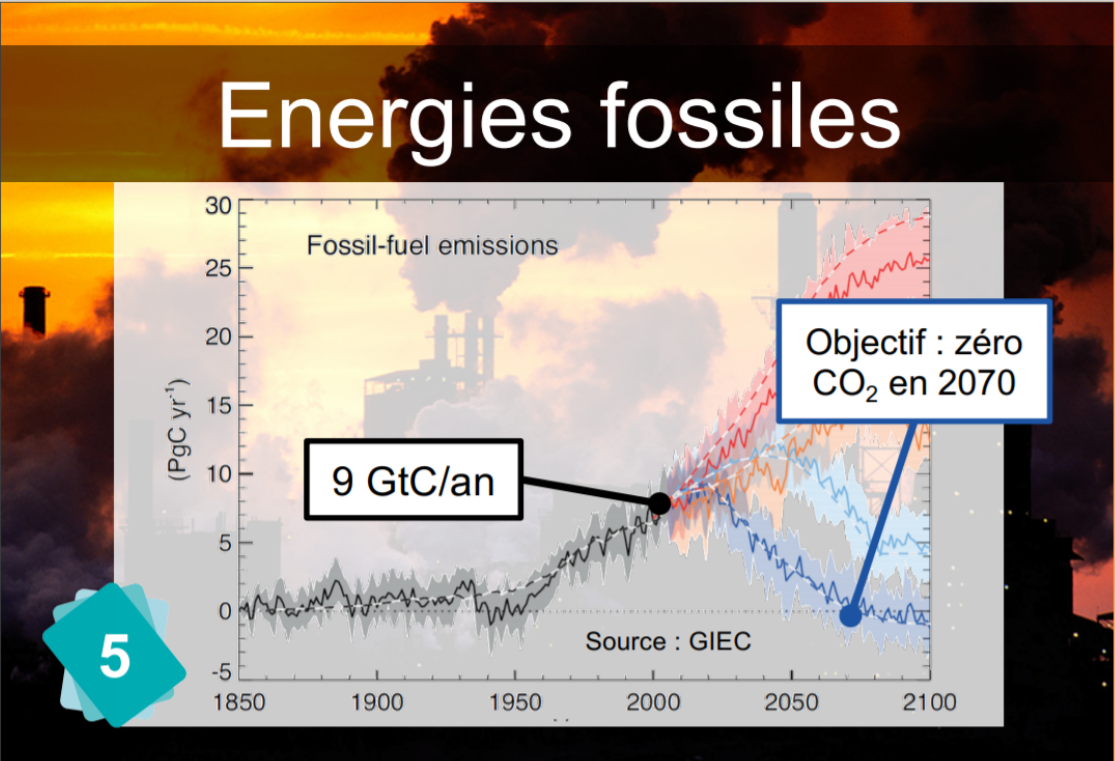 Energies fossiles
30
Fossil-fuel emissions
25
20
15
10
5
0
-5
(PgC yr⁻¹)
Objectif : zéro
CO₂ en 2070
9 GtC/an
Source : GIEC
1850 1900 1950 2000 2050 2100
5